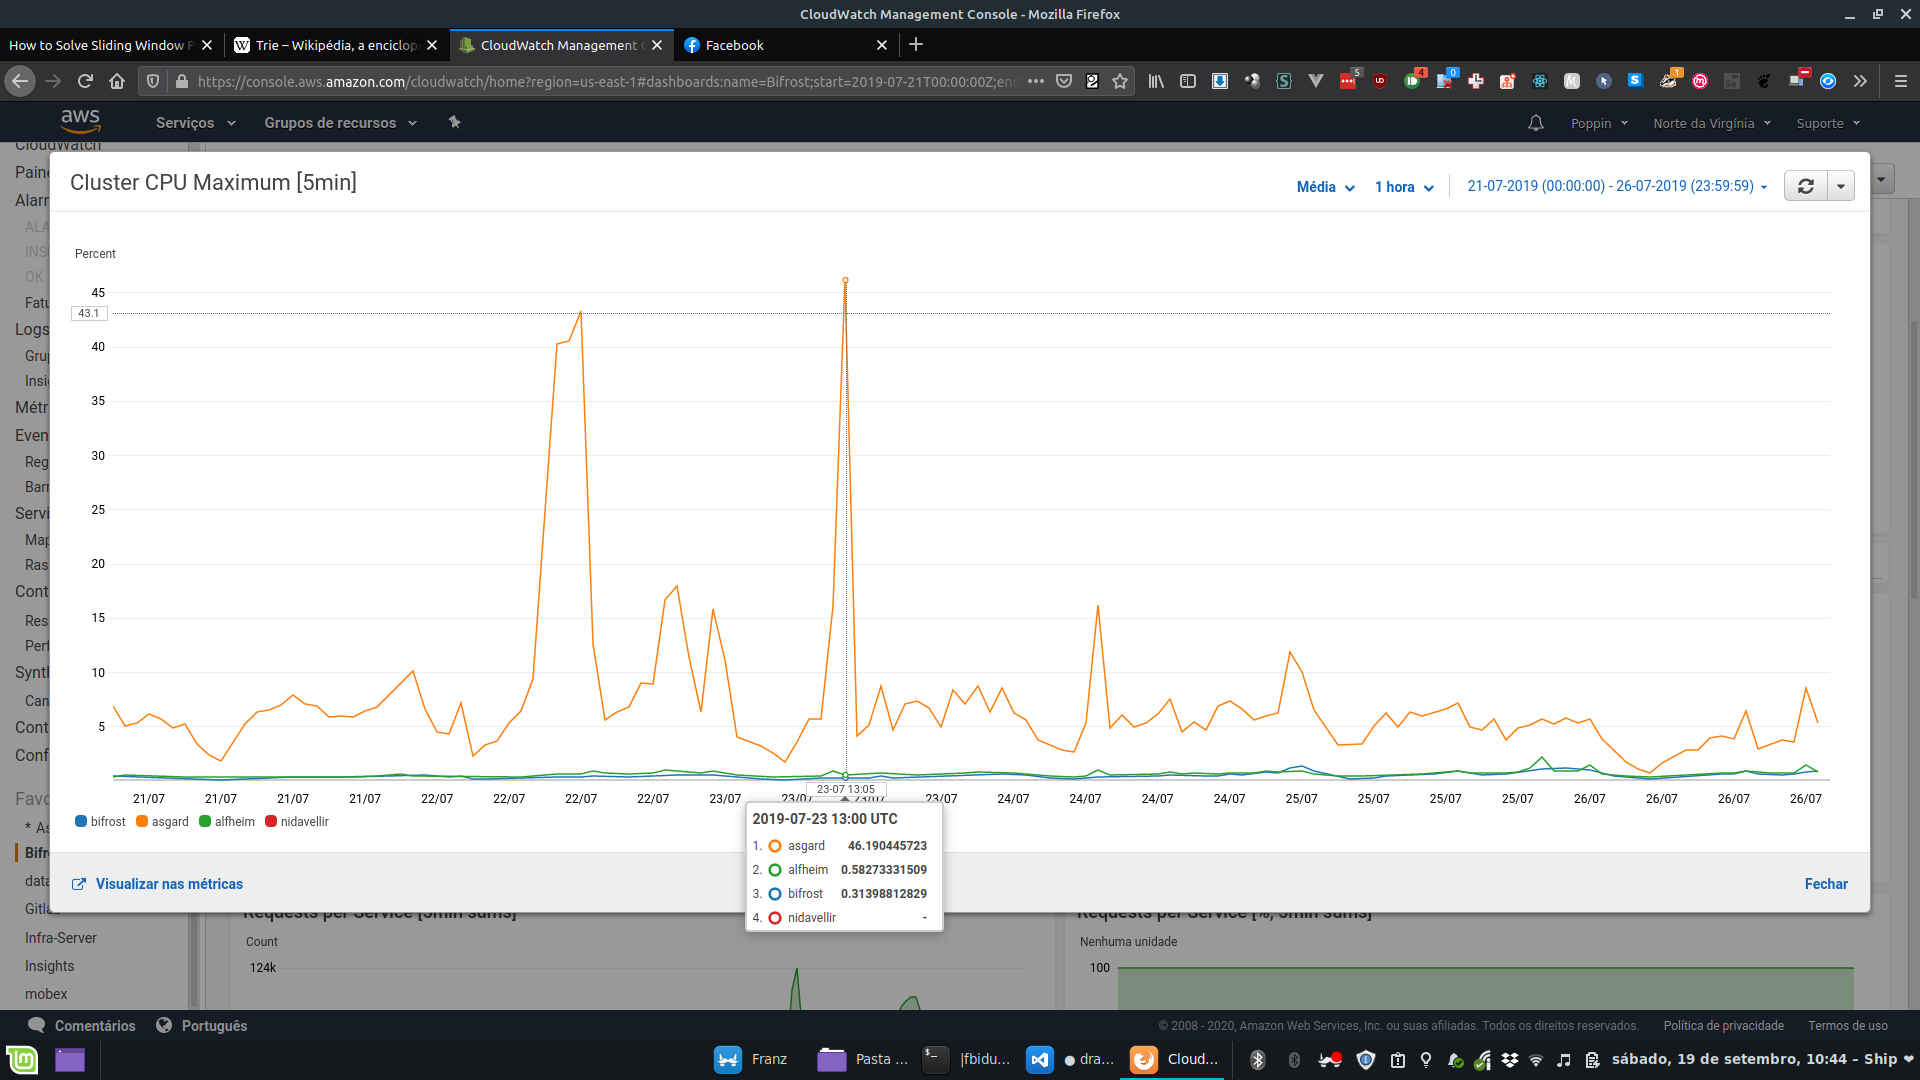 CloudWatch Management Console - Mozilla Firefox
How to Solve Sliding Window P
Trie – Wikipédia, a enciclop
CloudWatch Management
Facebook
https://console.aws.amazon.com/cloudwatch/home?region=us-east-1#dashboards:name=Bifrost;start=2019-07-21T00:00:00Z;end
5
4
0
1
aws
Serviços
Grupos de recursos
Poppin
Norte da Virgínia
Suporte
CloudWatch
Paine
Alarr
ALA
INS
OK
Fatu
Logs
Gru
Insi
Métr
Even
Reg
Barr
Servi
Map
Ras
Cont
Res
Perf
Synt
Can
Cont
Conf
Favo
* As
Bifr
data
Gitla
Infra-Server
Insights
mobex
Cluster CPU Maximum [5min]
Média
1 hora
21-07-2019 (00:00:00) - 26-07-2019 (23:59:59)
Percent
45
43.1
40
35
30
25
20
15
10
5
21/07 21/07 21/07 21/07 22/07 22/07 22/07 22/07 23/07 23/07 23/07 23/07 24/07 24/07 24/07 24/07 25/07 25/07 25/07 25/07 26/07 26/07 26/07 26/07
23-07 13:05
bifrost asgard alfheim nidavellir
2019-07-23 13:00 UTC
1. asgard 46.190445723
2. alfheim 0.58273331509
3. bifrost 0.31398812829
4. nidavellir -
Visualizar nas métricas
Fechar
Requests per Service [5min sums]
Count
124k
Requests per Service [%, 5min sums]
Nenhuma unidade
100
Comentários
Português
© 2008 - 2020, Amazon Web Services, Inc. ou suas afiliadas. Todos os direitos reservados.
Política de privacidade
Termos de uso
Franz
Pasta ...
|fbidu...
● dra...
Cloud...
sábado, 19 de setembro, 10:44 – Ship ❤